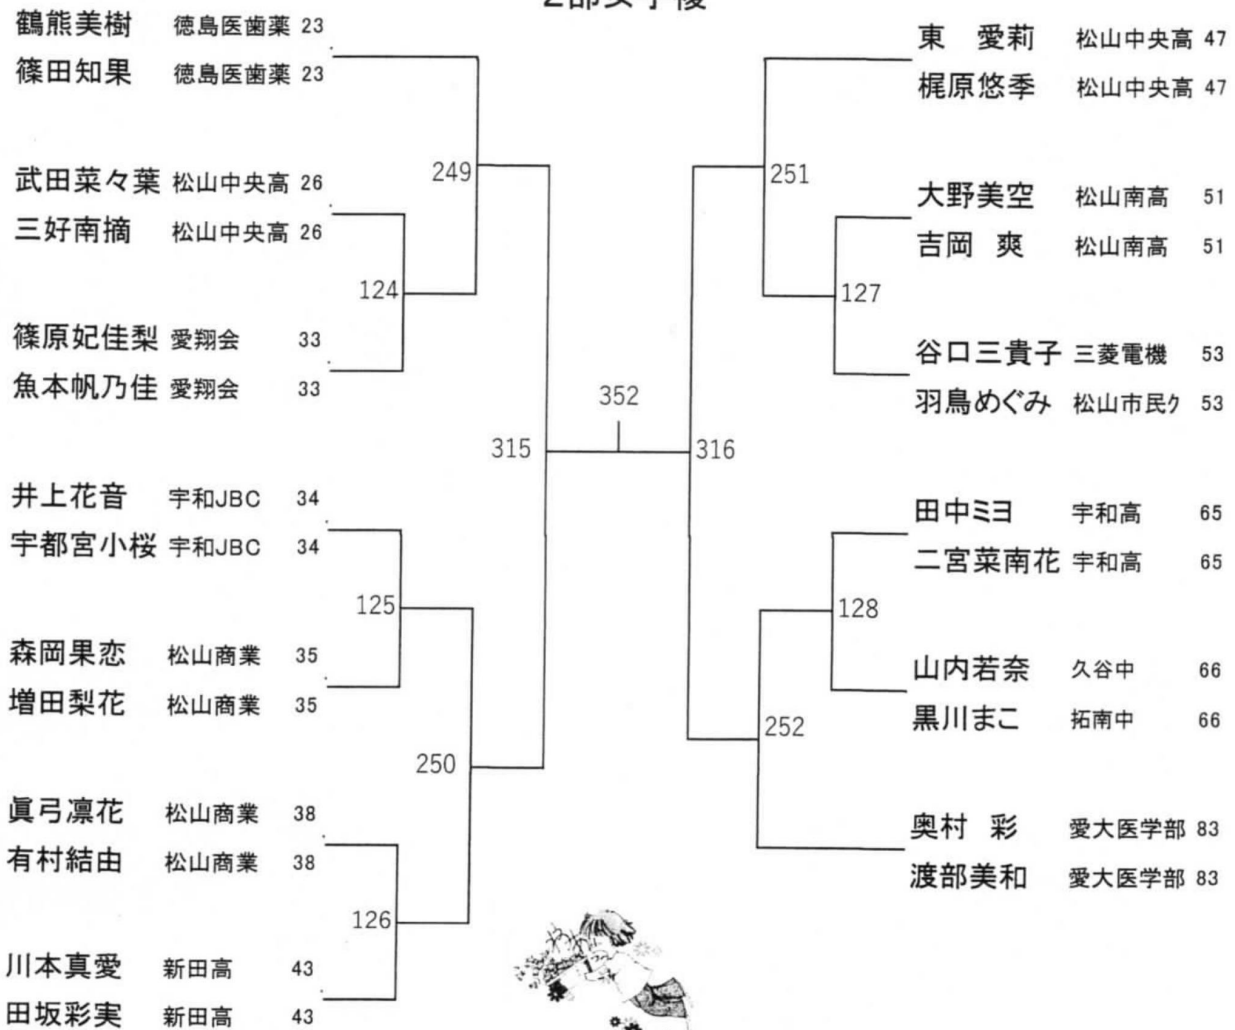 2部女子複
鶴熊美樹 徳島医歯薬 23
篠田知果 徳島医歯薬 23
武田菜々葉 松山中央高 26
三好南摘 松山中央高 26
篠原妃佳梨 愛翔会 33
魚本帆乃佳 愛翔会 33
井上花音 宇和JBC 34
宇都宮小桜 宇和JBC 34
森岡果恋 松山商業 35
増田梨花 松山商業 35
眞弓凛花 松山商業 38
有村結由 松山商業 38
川本真愛 新田高 43
田坂彩実 新田高 43
249
124
315
125
250
126
352
東 愛莉 松山中央高 47
梶原悠季 松山中央高 47
大野美空 松山南高 51
吉岡 爽 松山南高 51
谷口三貴子 三菱電機 53
羽鳥めぐみ 松山市民ク 53
田中ミヨ 宇和高 65
二宮菜南花 宇和高 65
山内若奈 久谷中 66
黒川まこ 拓南中 66
奥村 彩 愛大医学部 83
渡部美和 愛大医学部 83
251
127
316
128
252